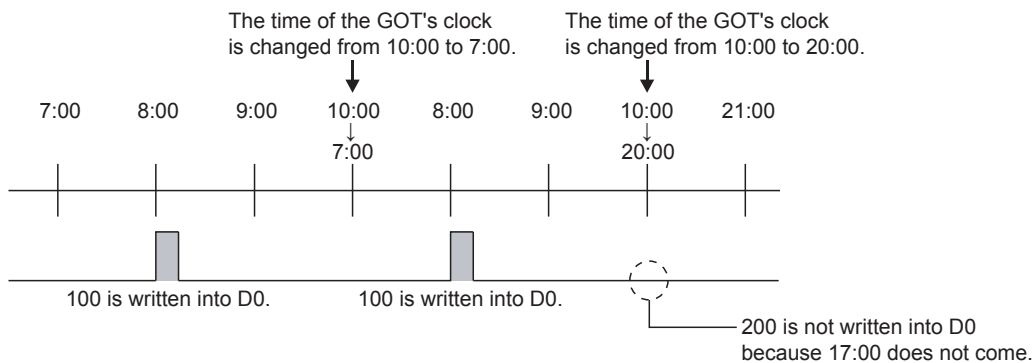 The time of the GOT's clock
is changed from 10:00 to 7:00.
The time of the GOT's clock
is changed from 10:00 to 20:00.
7:00 8:00 9:00 10:00 8:00 9:00 10:00 21:00
↓ ↓
7:00 20:00
100 is written into D0. 100 is written into D0.
200 is not written into D0
because 17:00 does not come.